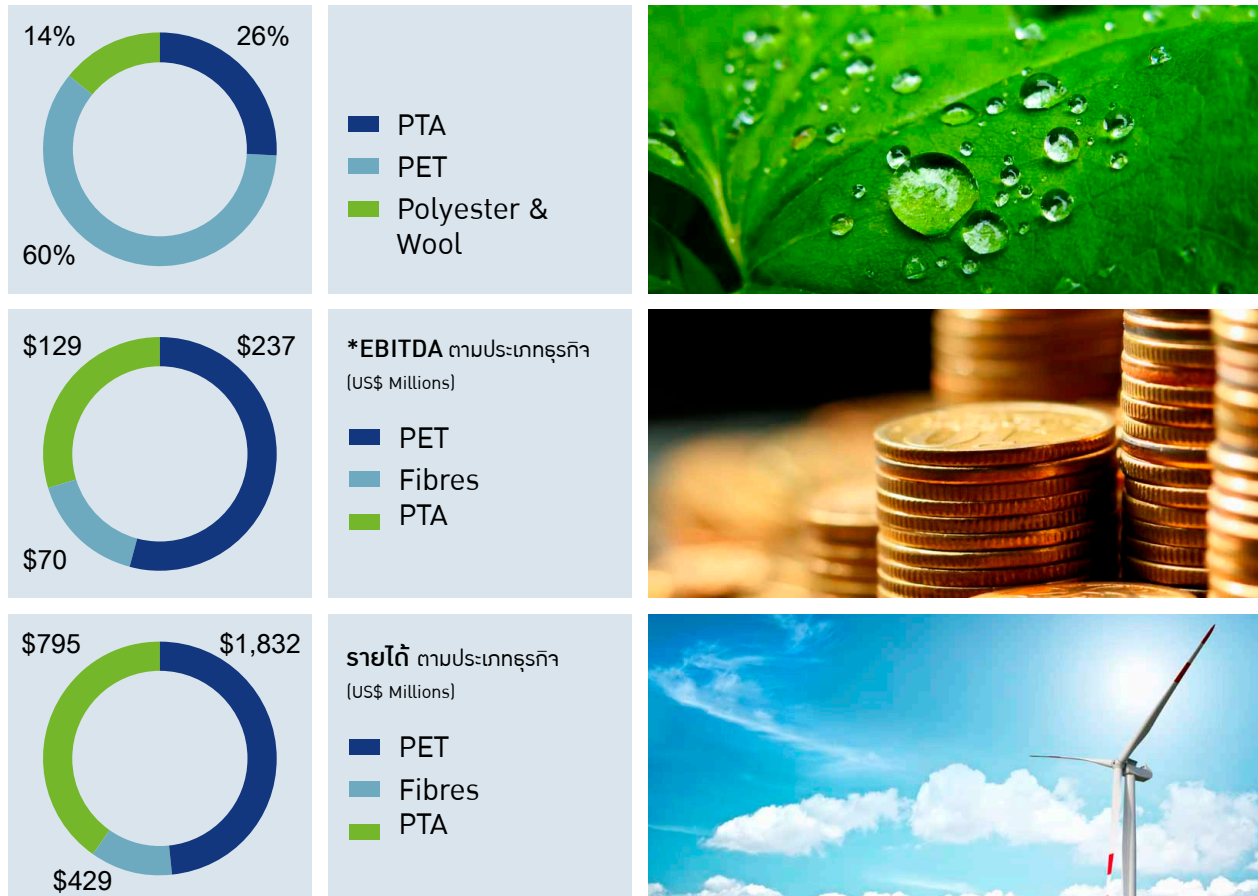 14%
26%
60%
PTA
PET
Polyester &
Wool
$129
$237
$70
*EBITDA ตามประเภทธุรกิจ
(US$ Millions)
PET
Fibres
PTA
$795
$1,832
$429
รายได้ ตามประเภทธุรกิจ
(US$ Millions)
PET
Fibres
PTA